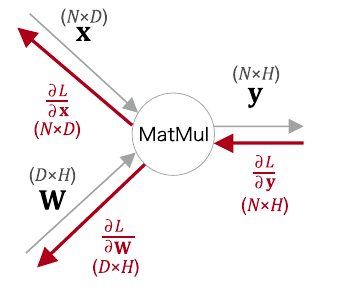 (N×D)
x
∂L
∂x
(N×D)
(N×H)
y
MatMul
∂L
∂y
(N×H)
(D×H)
W
∂L
∂W
(D×H)